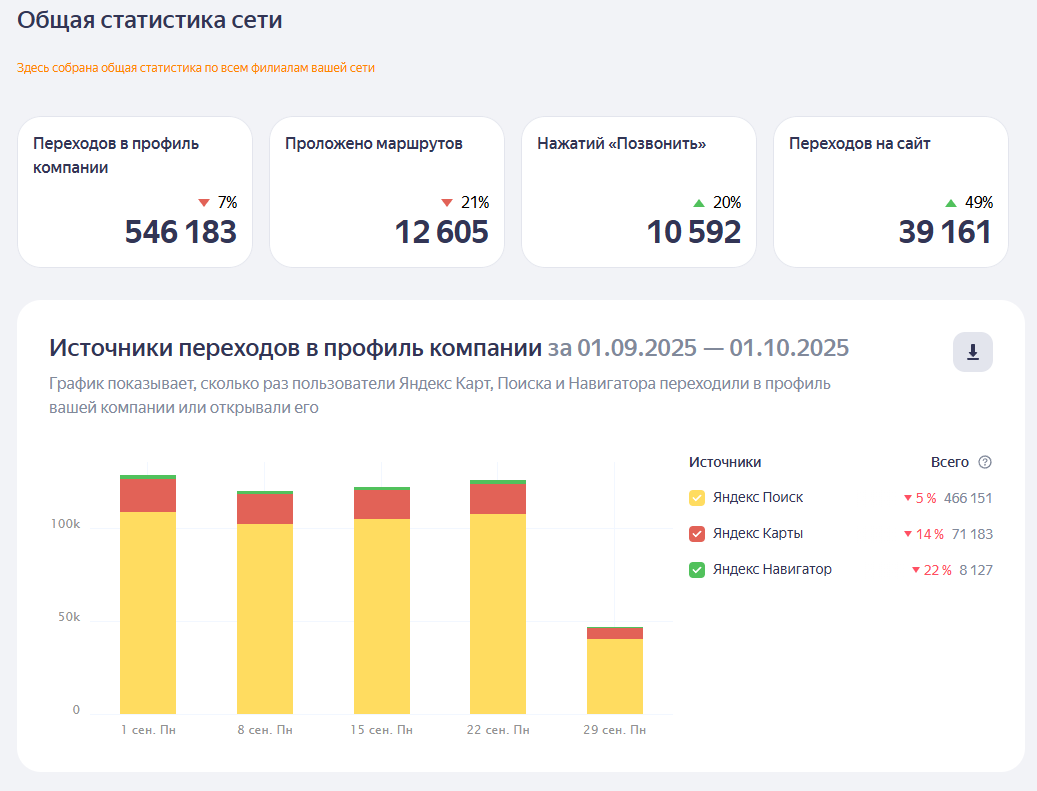 Общая статистика сети
Здесь собрана общая статистика по всем филиалам вашей сети
Переходов в профиль
компании
7%
546 183
Проложено маршрутов
21%
12 605
Нажатий «Позвонить»
20%
10 592
Переходов на сайт
49%
39 161
Источники переходов в профиль компании за 01.09.2025 — 01.10.2025
График показывает, сколько раз пользователи Яндекс Карт, Поиска и Навигатора переходили в профиль
вашей компании или открывали его
100k
50k
0
1 сен. Пн
8 сен. Пн
15 сен. Пн
22 сен. Пн
29 сен. Пн
Источники Всего ?
Яндекс Поиск 5 % 466 151
Яндекс Карты 14 % 71 183
Яндекс Навигатор 22 % 8 127